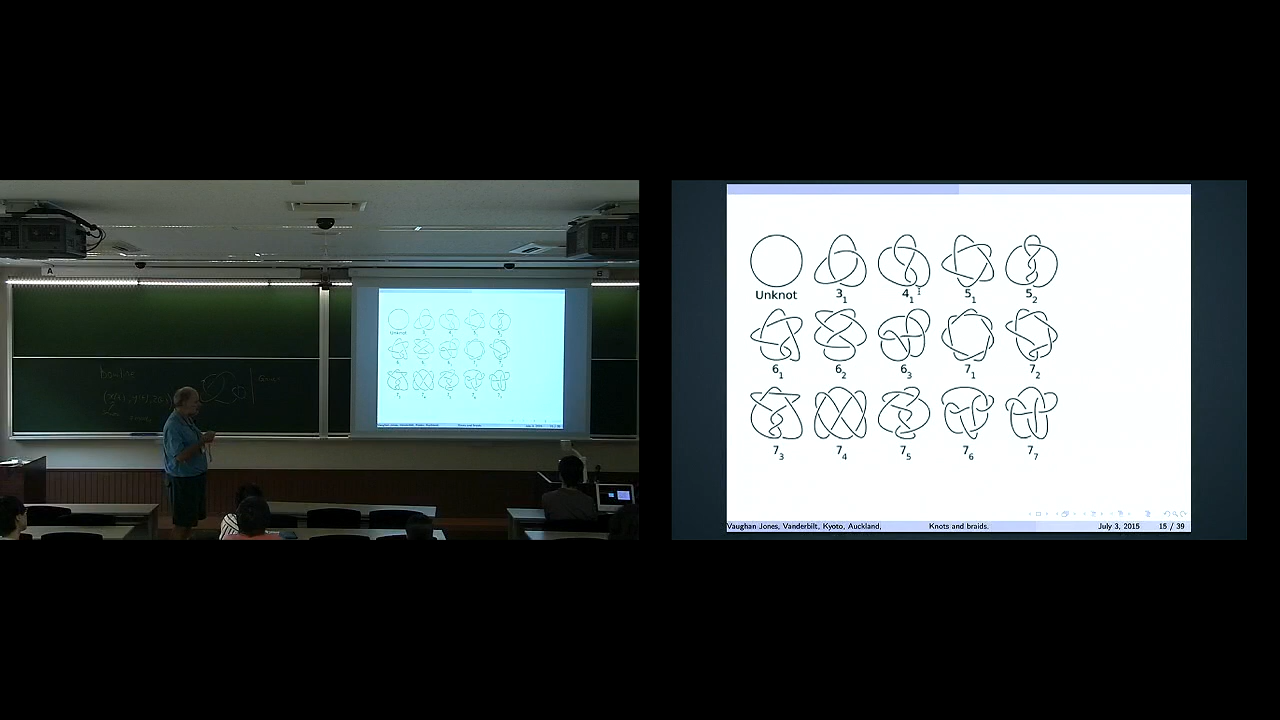 A
B
Unknot 3₁ 4₁ 5₁ 5₂
6₁ 6₂ 6₃ 7₁ 7₂
7₃ 7₄ 7₅ 7₆ 7₇
Vaughan Jones, Vanderbilt, Kyoto, Auckland, Knots and braids. July 3, 2015 15 / 39